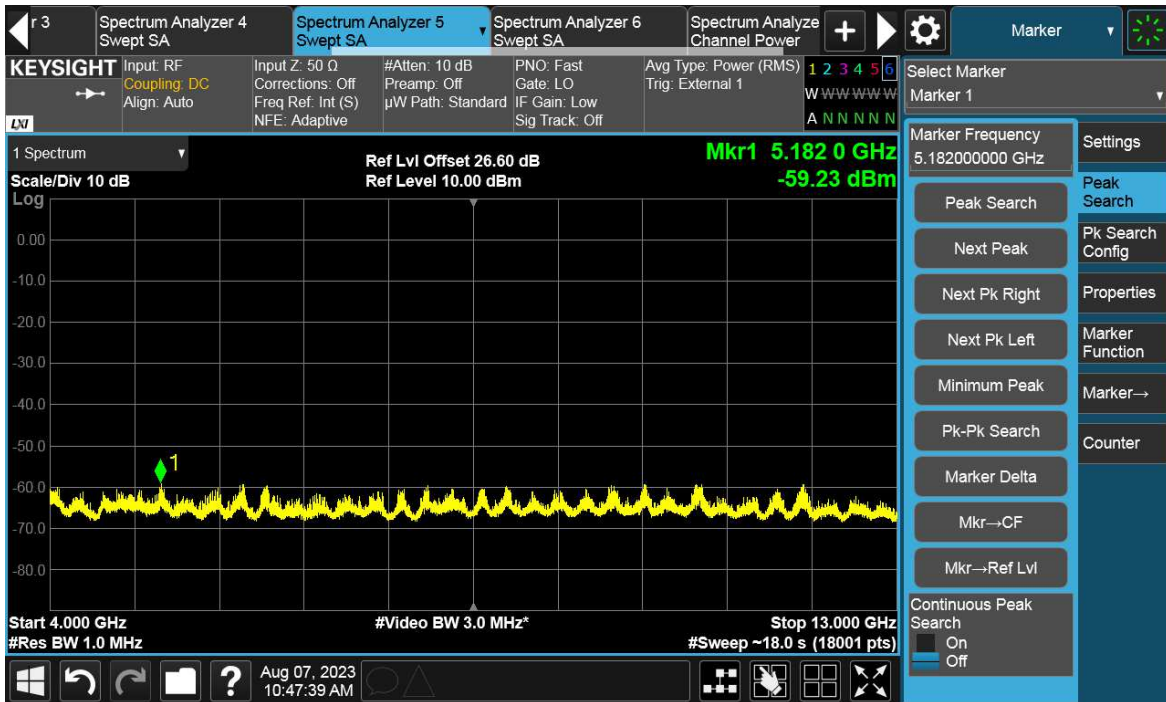 r 3
Spectrum Analyzer 4
Swept SA
Spectrum Analyzer 5
Swept SA
Spectrum Analyzer 6
Swept SA
Spectrum Analyze
Channel Power
Marker
KEYSIGHT
LXI
Input: RF
Coupling: DC
Align: Auto
Input Z: 50 Ω
Corrections: Off
Freq Ref: Int (S)
NFE: Adaptive
#Atten: 10 dB
Preamp: Off
µW Path: Standard
PNO: Fast
Gate: LO
IF Gain: Low
Sig Track: Off
Avg Type: Power (RMS)
Trig: External 1
1 2 3 4 5 6
W W W W W W
A N N N N N
1 Spectrum
Scale/Div 10 dB
Ref Lvl Offset 26.60 dB
Ref Level 10.00 dBm
Mkr1 5.182 0 GHz
-59.23 dBm
Log
0.00
-10.0
-20.0
-30.0
-40.0
-50.0
-60.0
-70.0
-80.0
1
Start 4.000 GHz
#Res BW 1.0 MHz
#Video BW 3.0 MHz*
Stop 13.000 GHz
#Sweep ~18.0 s (18001 pts)
Select Marker
Marker 1
Marker Frequency
5.182000000 GHz
Peak Search
Next Peak
Next Pk Right
Next Pk Left
Minimum Peak
Pk-Pk Search
Marker Delta
Mkr→CF
Mkr→Ref Lvl
Continuous Peak
Search
On
Off
Settings
Peak
Search
Pk Search
Config
Properties
Marker
Function
Marker→
Counter
?
Aug 07, 2023
10:47:39 AM